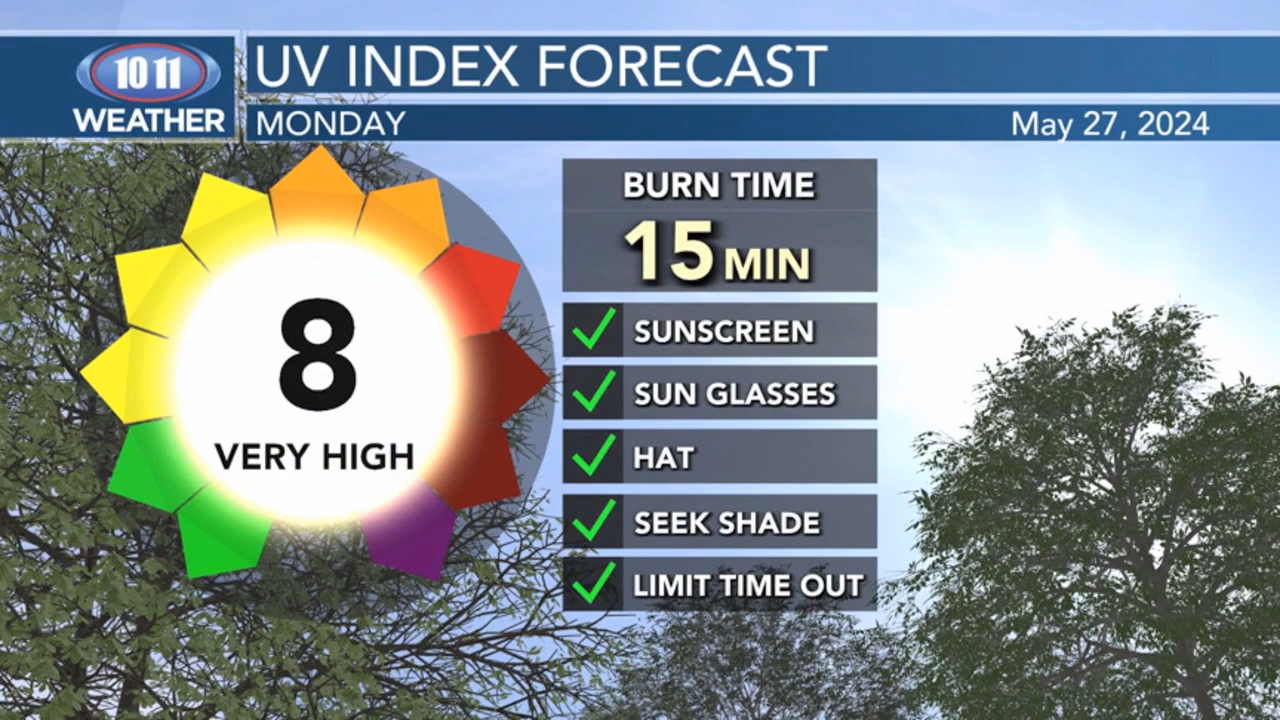 10 11
WEATHER
UV INDEX FORECAST
MONDAY
May 27, 2024
8
VERY HIGH
BURN TIME
15 MIN
SUNSCREEN
SUN GLASSES
HAT
SEEK SHADE
LIMIT TIME OUT